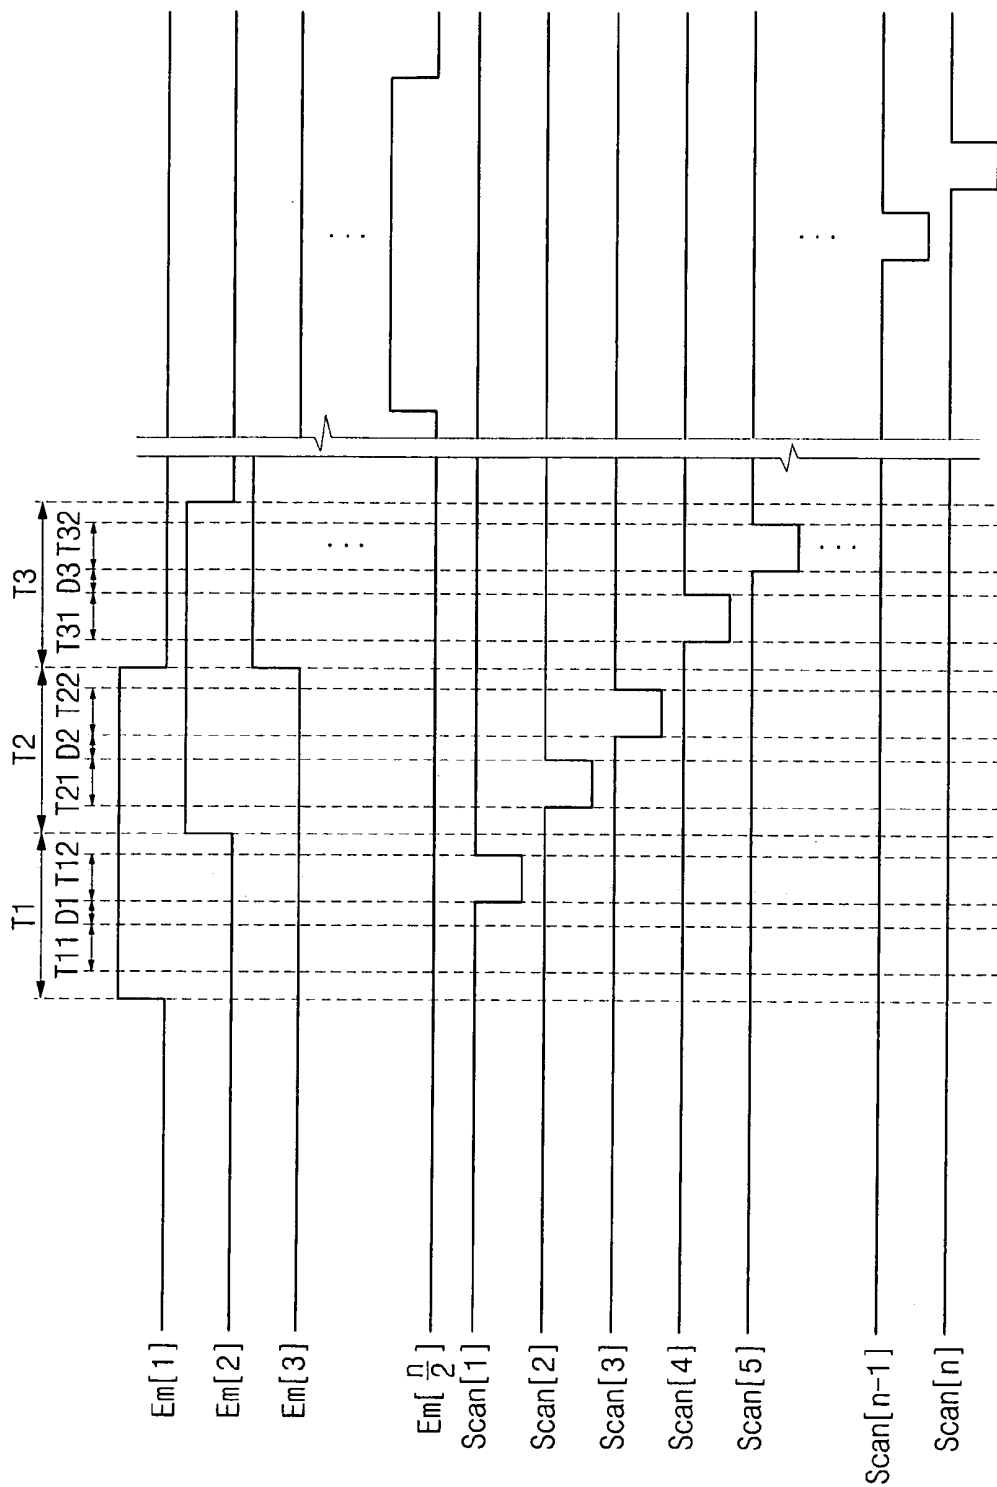 T1 T2 T3
T11 D1 T12 T21 D2 T22 T31 D3 T32
Em[1]
Em[2]
Em[3]
. . .
. . .
Em[n/2]
Scan[1]
Scan[2]
Scan[3]
Scan[4]
Scan[5]
. . .
. . .
Scan[n-1]
Scan[n]